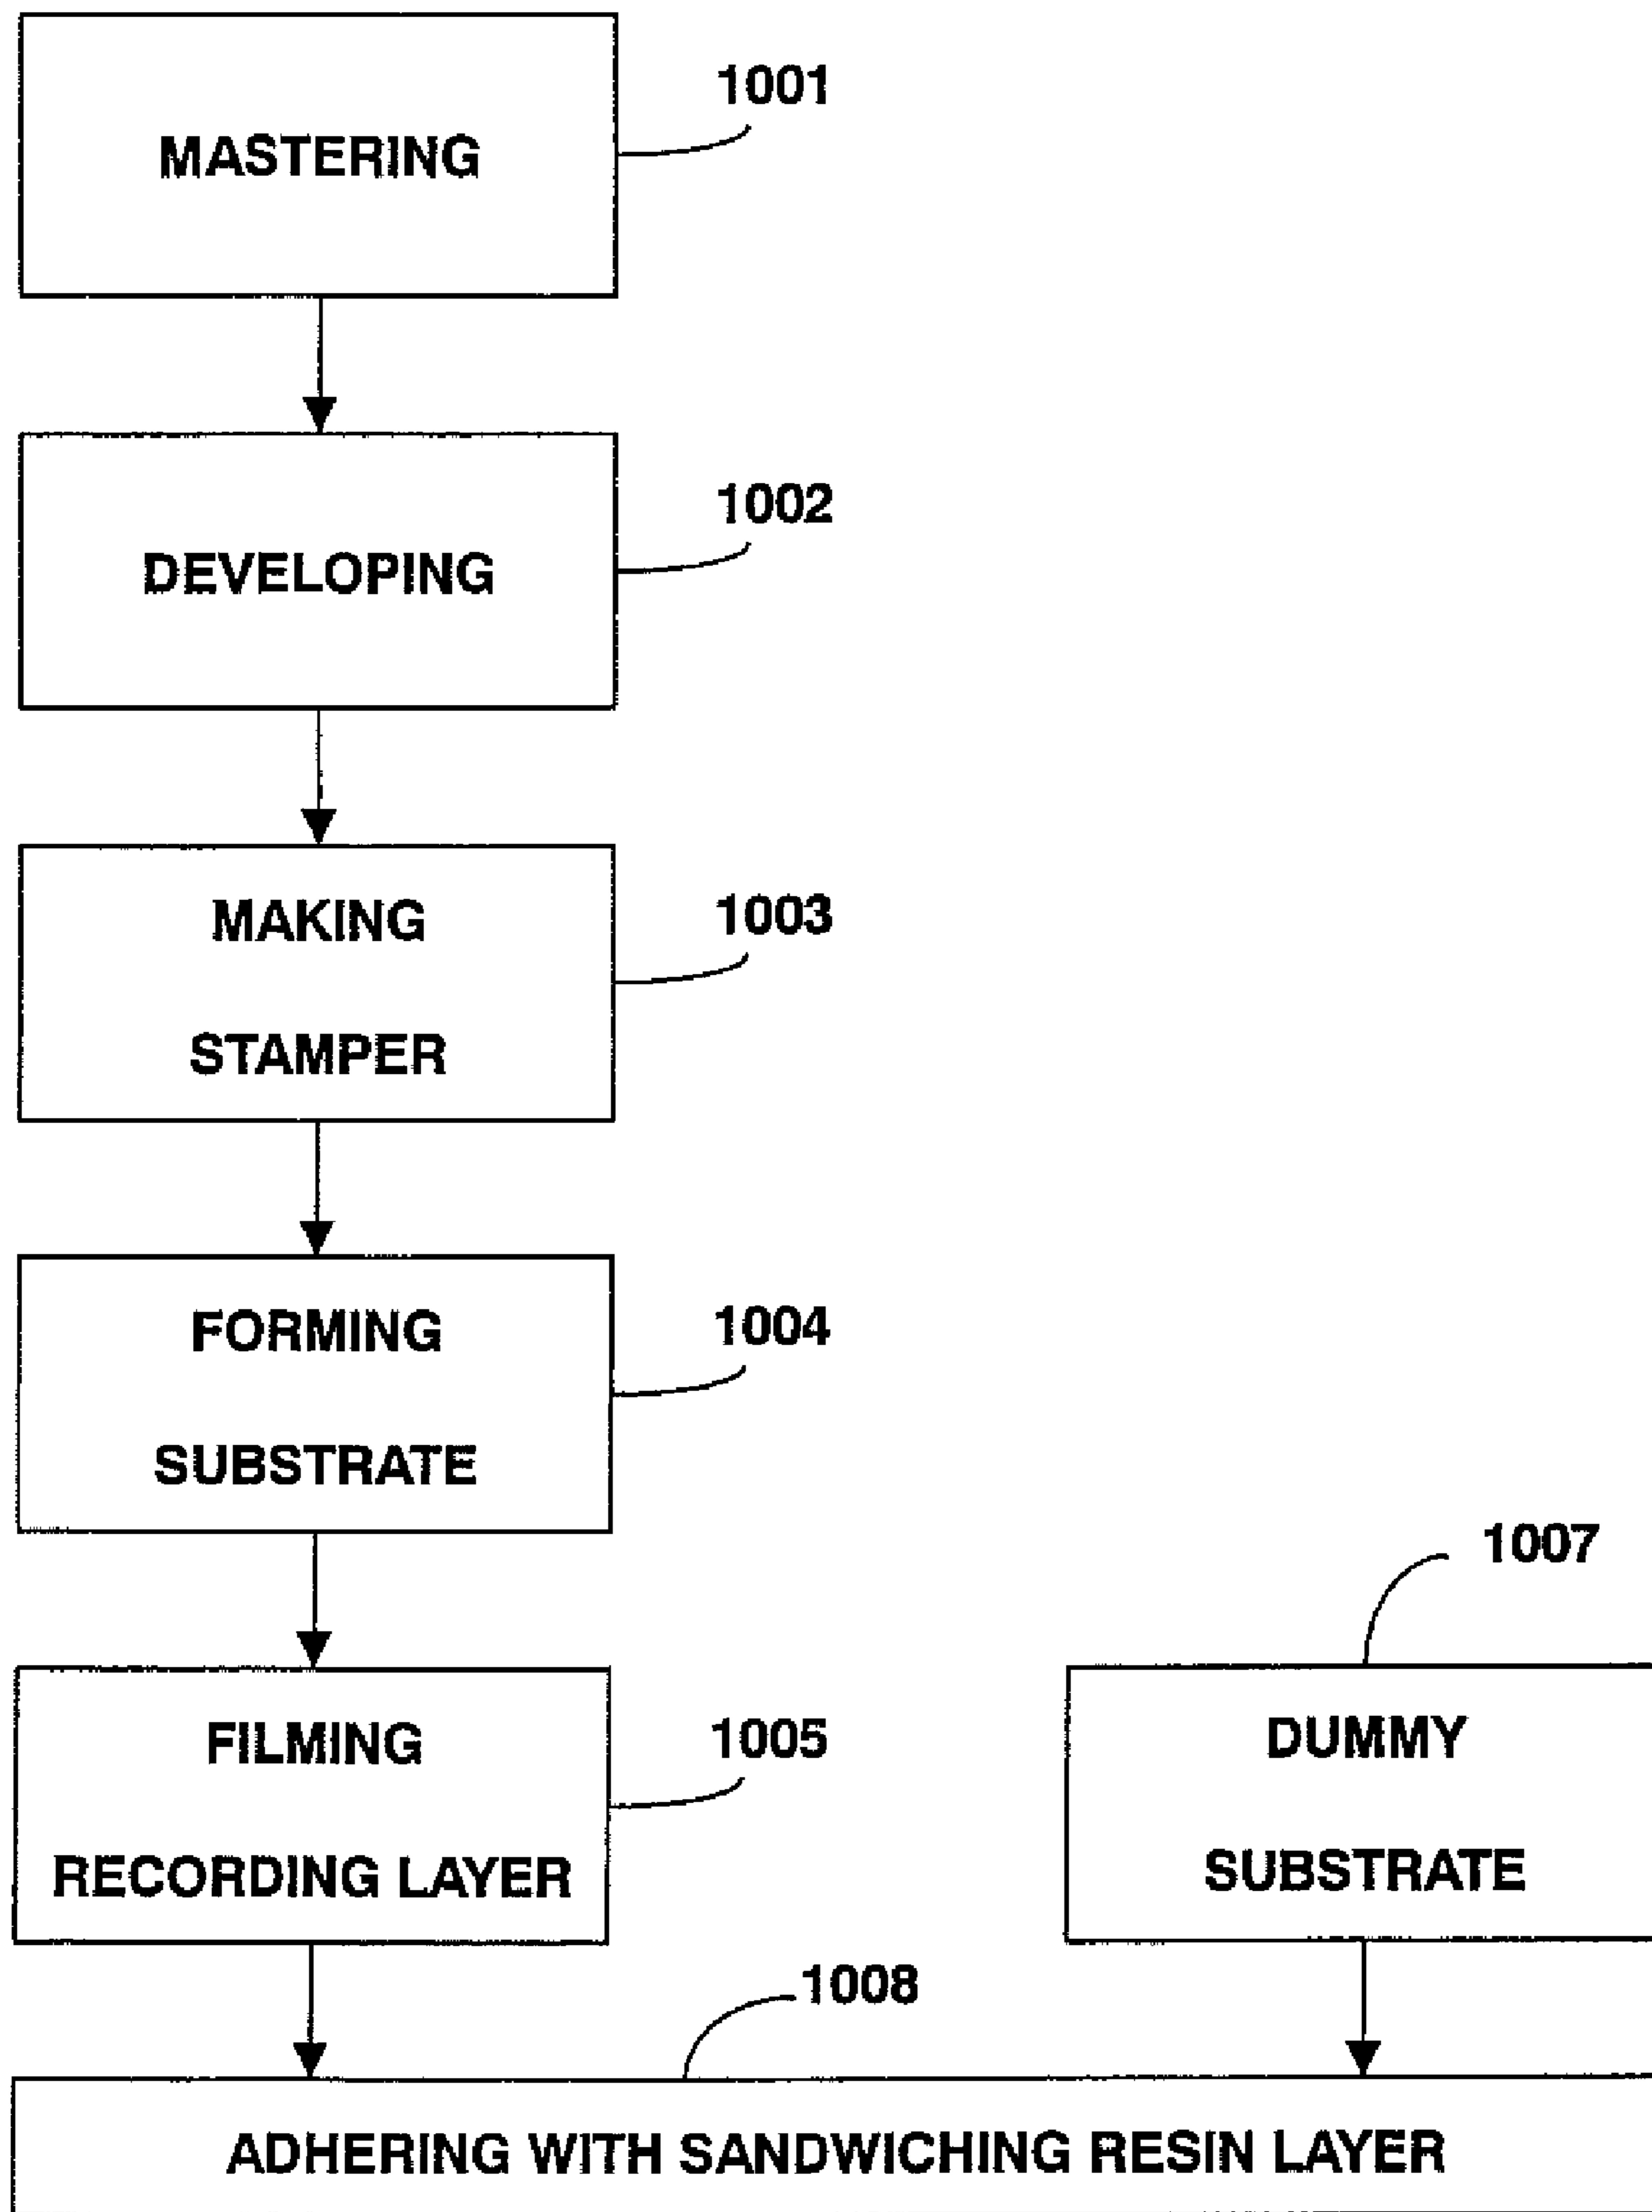 MASTERING
1001
DEVELOPING
1002
MAKING
STAMPER
1003
FORMING
SUBSTRATE
1004
FILMING
RECORDING LAYER
1005
DUMMY
SUBSTRATE
1007
1008
ADHERING WITH SANDWICHING RESIN LAYER